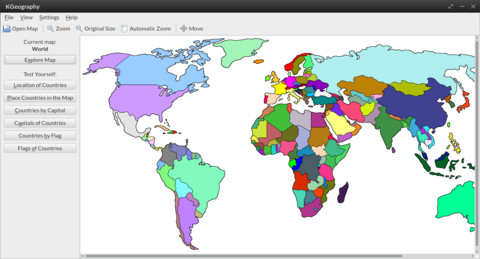 KGeography
File View Settings Help
Open Map Zoom Original Size Automatic Zoom Move
Current map:
World
Explore Map
Test Yourself:
Location of Countries
Place Countries in the Map
Countries by Capital
Capitals of Countries
Countries by Flag
Flags of Countries